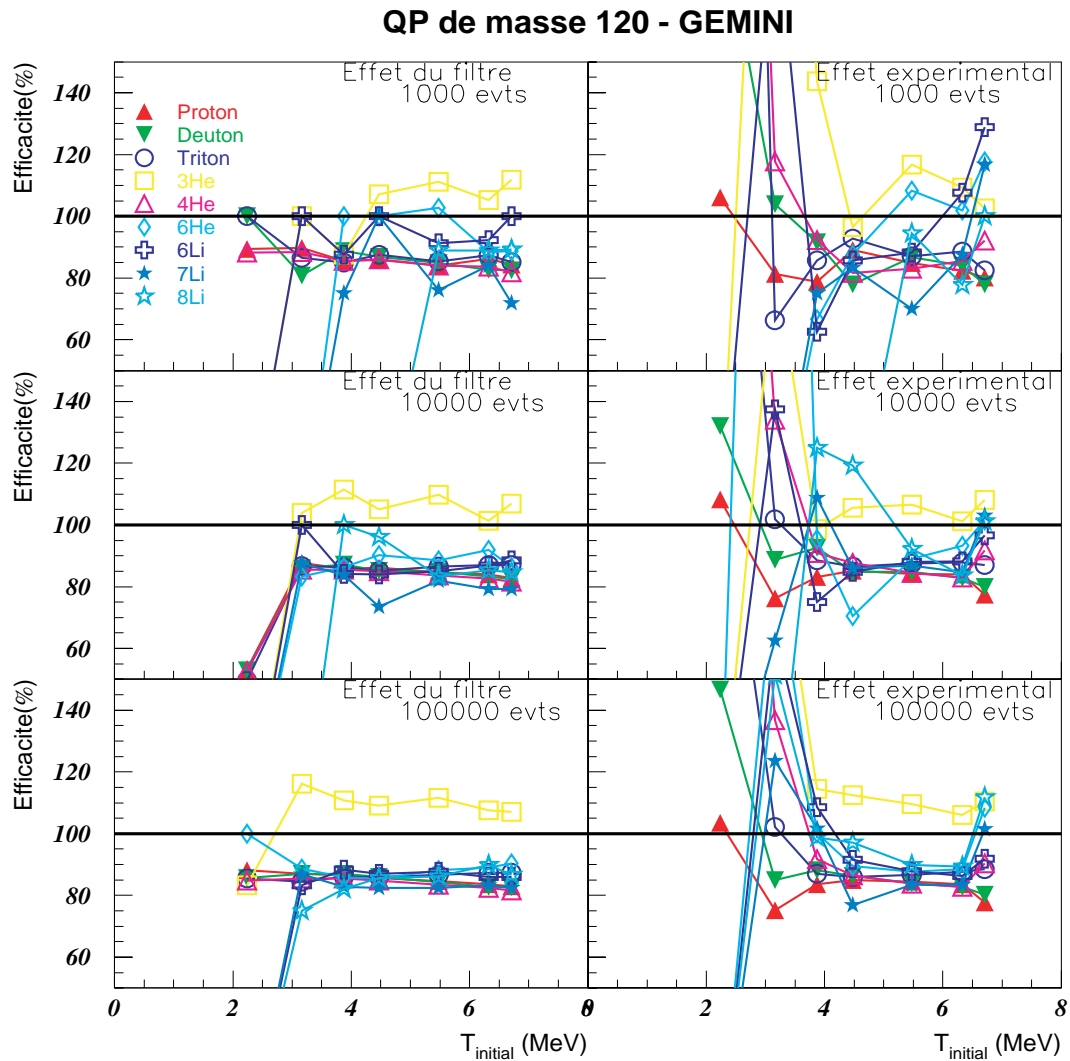 QP de masse 120 - GEMINI
Efficacite(%)
140
120
100
80
60
Effet du filtre
1000 evts
Proton
Deuton
Triton
3He
4He
6He
6Li
7Li
8Li
Effet experimental
1000 evts
Efficacite(%)
140
120
100
80
60
Effet du filtre
10000 evts
Effet experimental
10000 evts
Efficacite(%)
140
120
100
80
60
Effet du filtre
100000 evts
Effet experimental
100000 evts
0 2 4 6 8
0 2 4 6 8
T initial (MeV)
T initial (MeV)